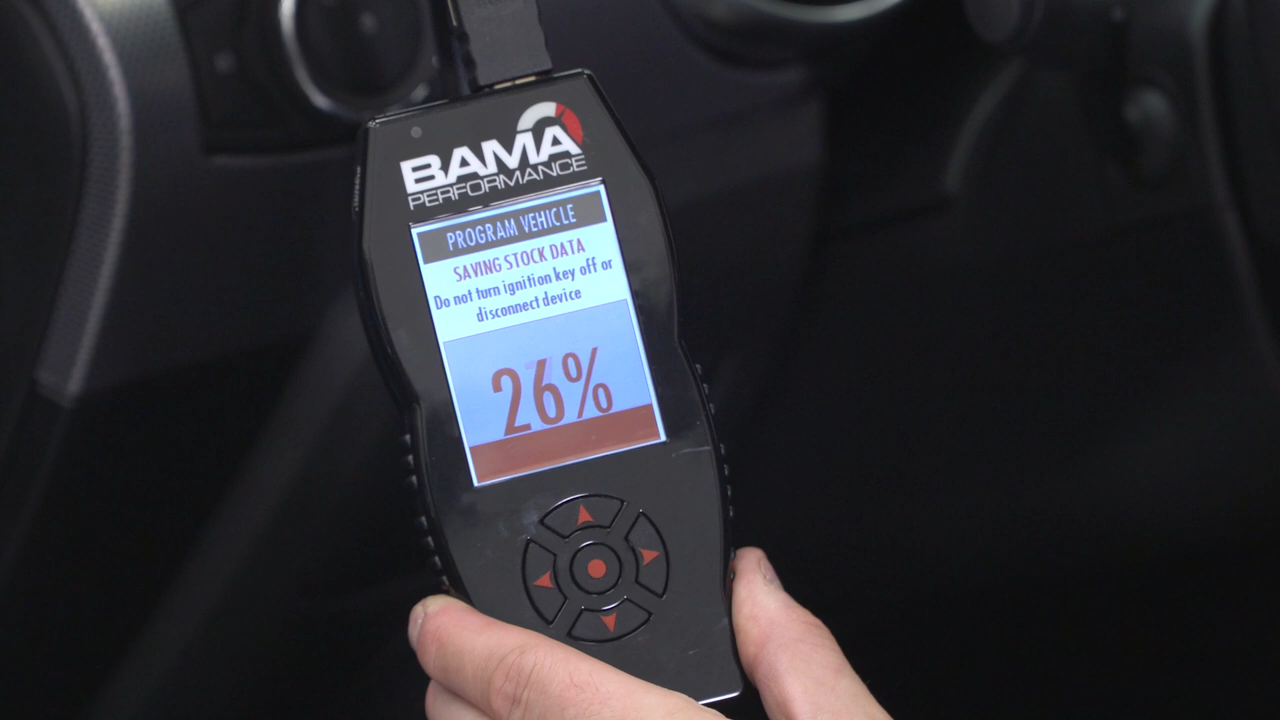 BAMA
PERFORMANCE
PROGRAM VEHICLE
SAVING STOCK DATA
Do not turn ignition key off or
disconnect device
26%